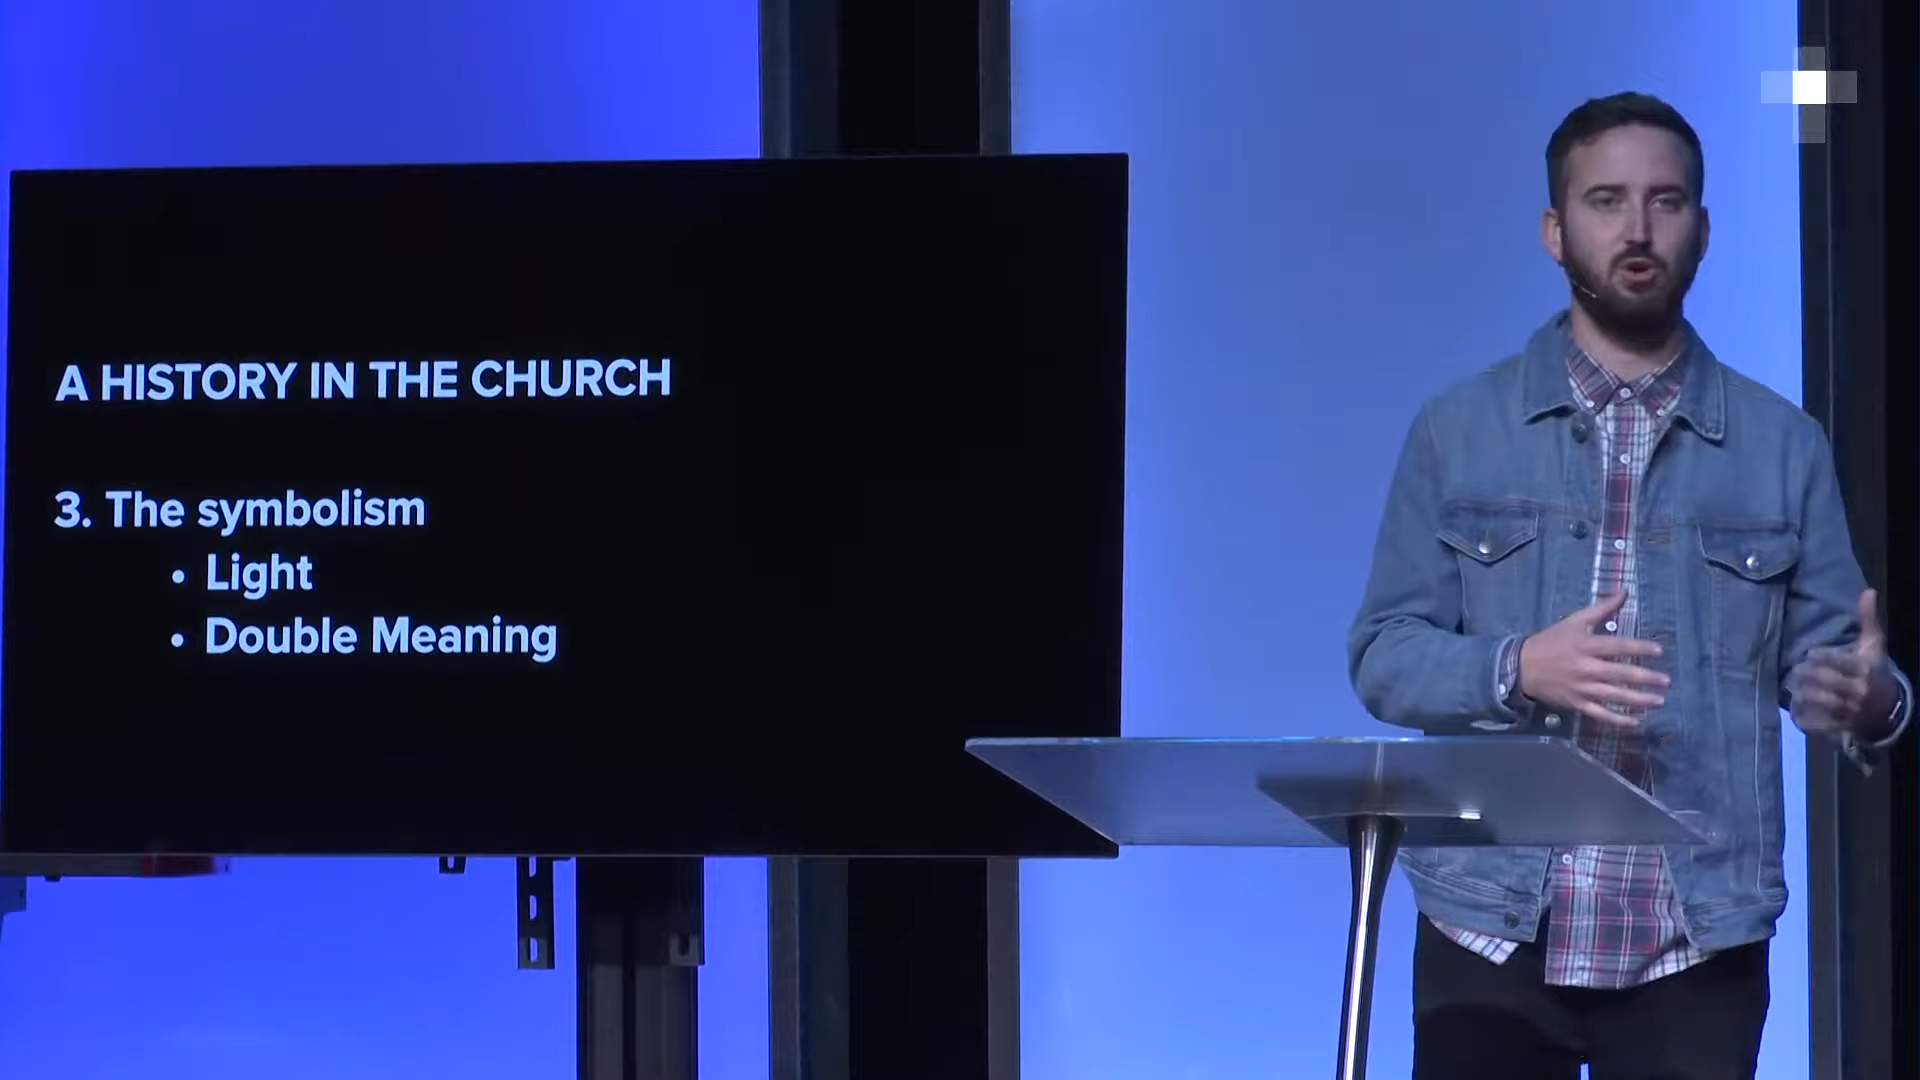 A HISTORY IN THE CHURCH
3. The symbolism
• Light
• Double Meaning